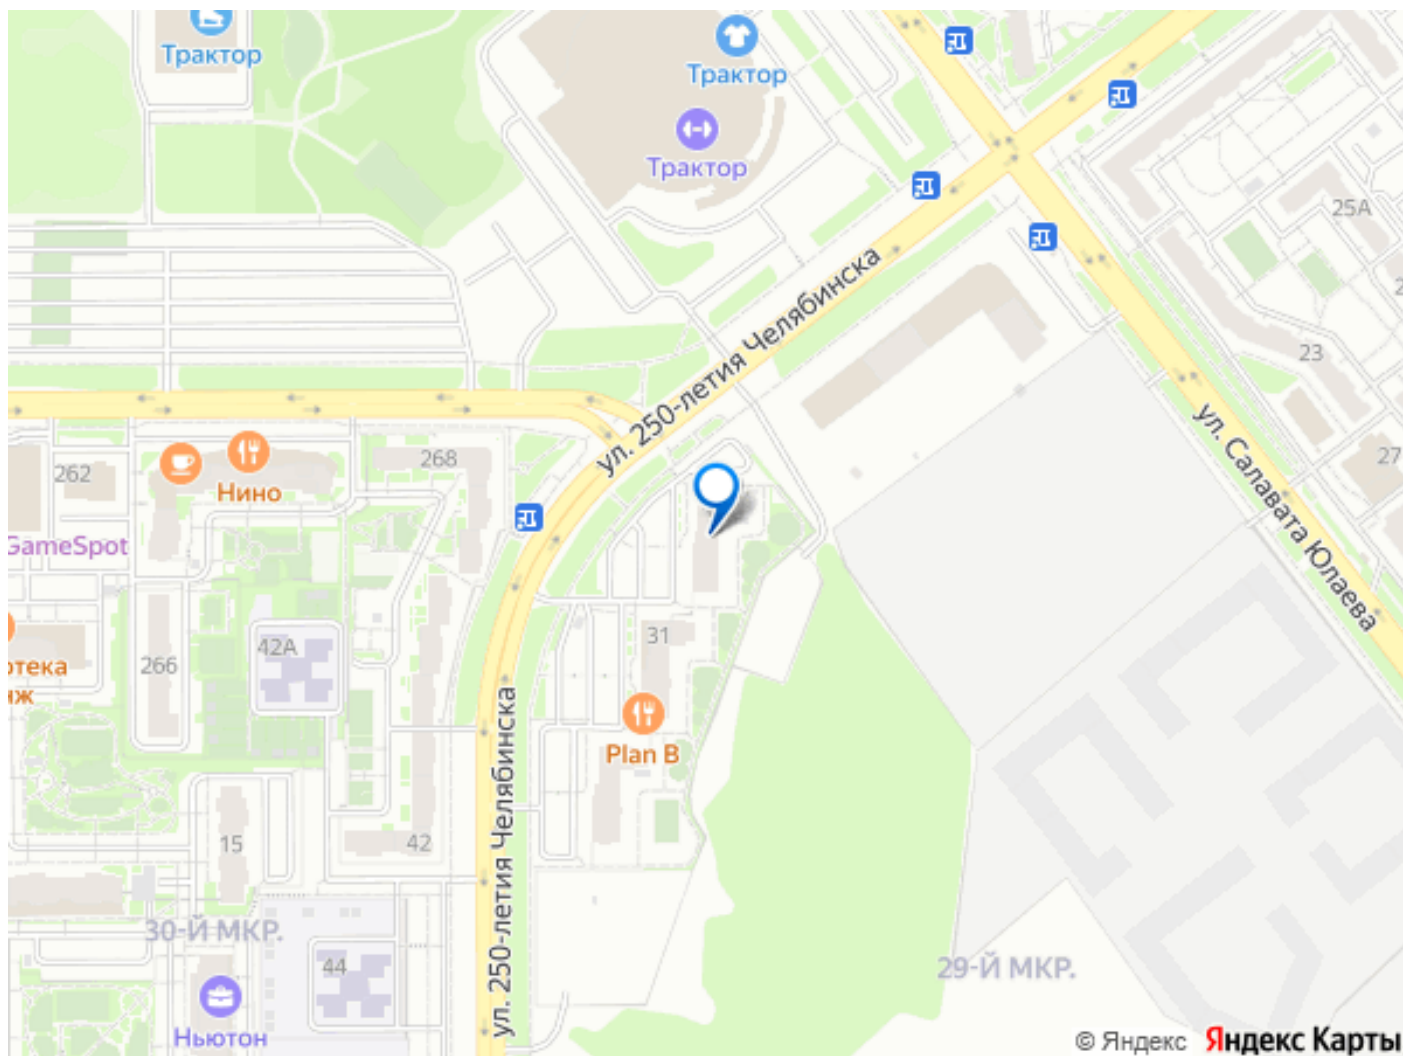 Трактор
Трактор
Трактор
25А
23
27
ул. 250-летия Челябинска
ул. Салавата Юлаева
262
Нино
268
GameSpot
42А
266
31
Plan B
ул. 250-летия Челябинска
15
42
30-Й МКР.
44
29-Й МКР.
Ньютон
© Яндекс Яндекс Карты